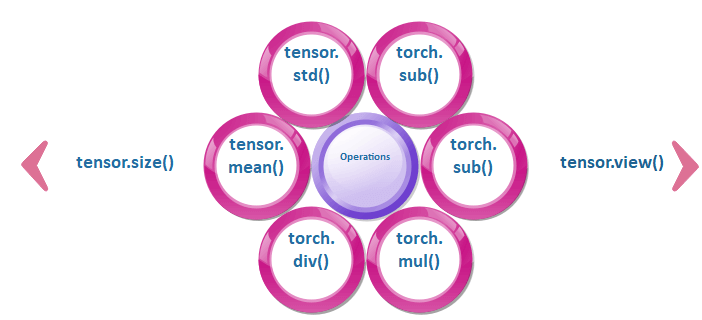 tensor.
std()
torch.
sub()
tensor.size()
tensor.
mean()
Operations
torch.
sub()
tensor.view()
torch.
div()
torch.
mul()